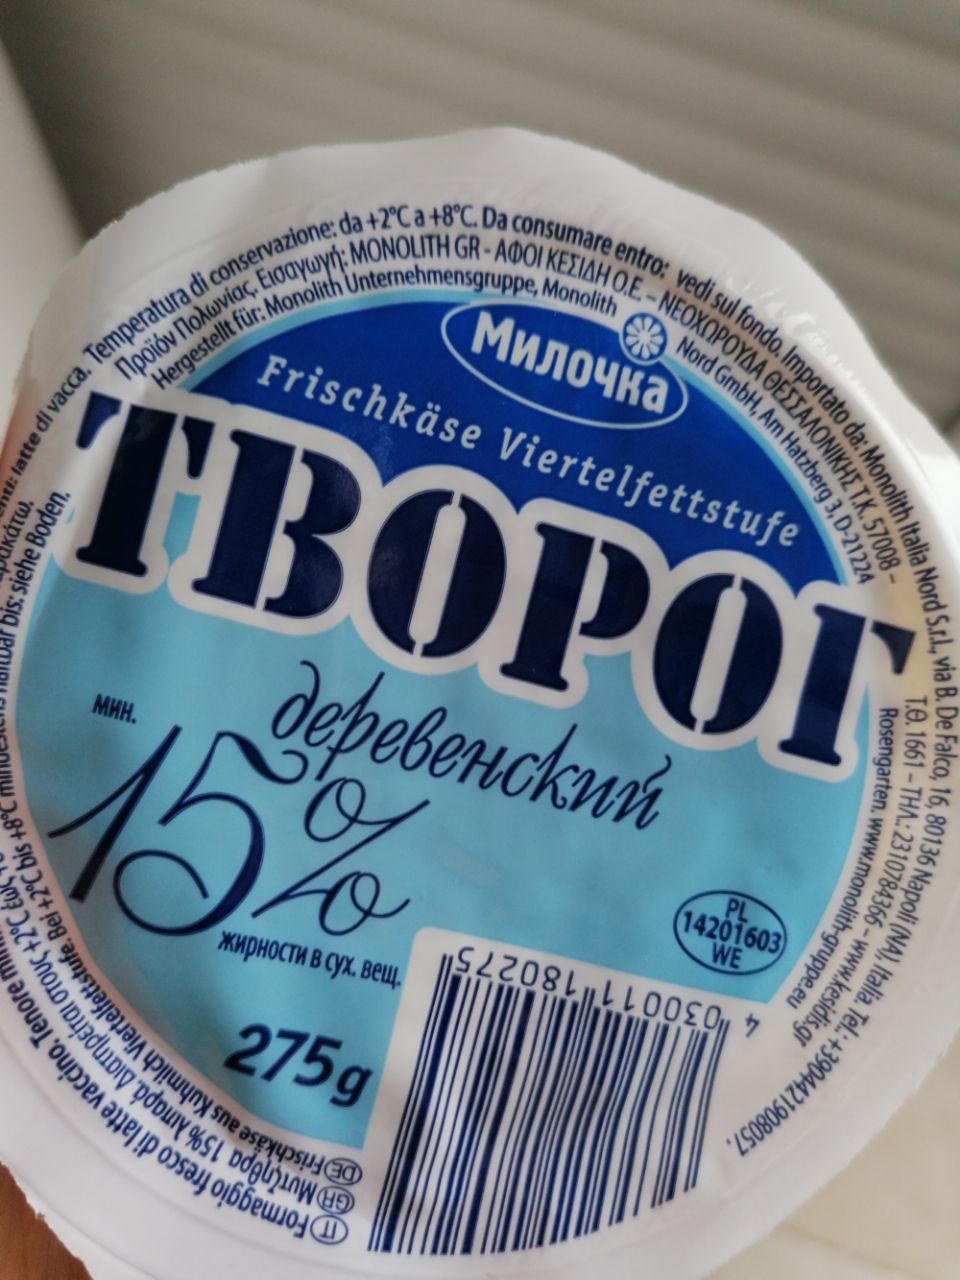 Temperatura di conservazione: da +2°C a +8°C. Da consumare entro: vedi sul fondo. Importato da: Monolith Italia Nord S.r.l., via B. De Falco, 16, 80136 Napoli (NA), Italia. Tel.: +3904421908057.
Προϊόν Πολωνίας, Εισαγωγή: MONOLITH GR - ΑΦΟΙ ΚΕΣΙΔΗ Ο.Ε. – ΝΕΟΧΩΡΟΥΔΑ ΘΕΣΣΑΛΟΝΙΚΗΣ Τ.Κ. 57008 – Τ.Θ. 1661 – ΤΗΛ.: 2310784366 – www.kesidis.gr
Hergestellt für: Monolith Unternehmensgruppe, Monolith Nord GmbH, Am Hatzberg 3, D-21224 Rosengarten. www.monolith-gruppe.eu
Милочка
Frischkäse Viertelfettstufe
ТВОРОГ
деревенский
мин.
15%
жирности в сух. вещ.
275g
PL
14201603
WE
4 030011 180275
IT Formaggio fresco di latte vaccino. Tenore latte di vacca.
GR Μυτζήθρα 15% λιπαρά. Διατηρείται στους +2°C έως
DE Frischkäse aus Kuhmilch Viertelfettstufe. Bei +2°C bis +8°C mindestens haltbar bis: siehe Boden.